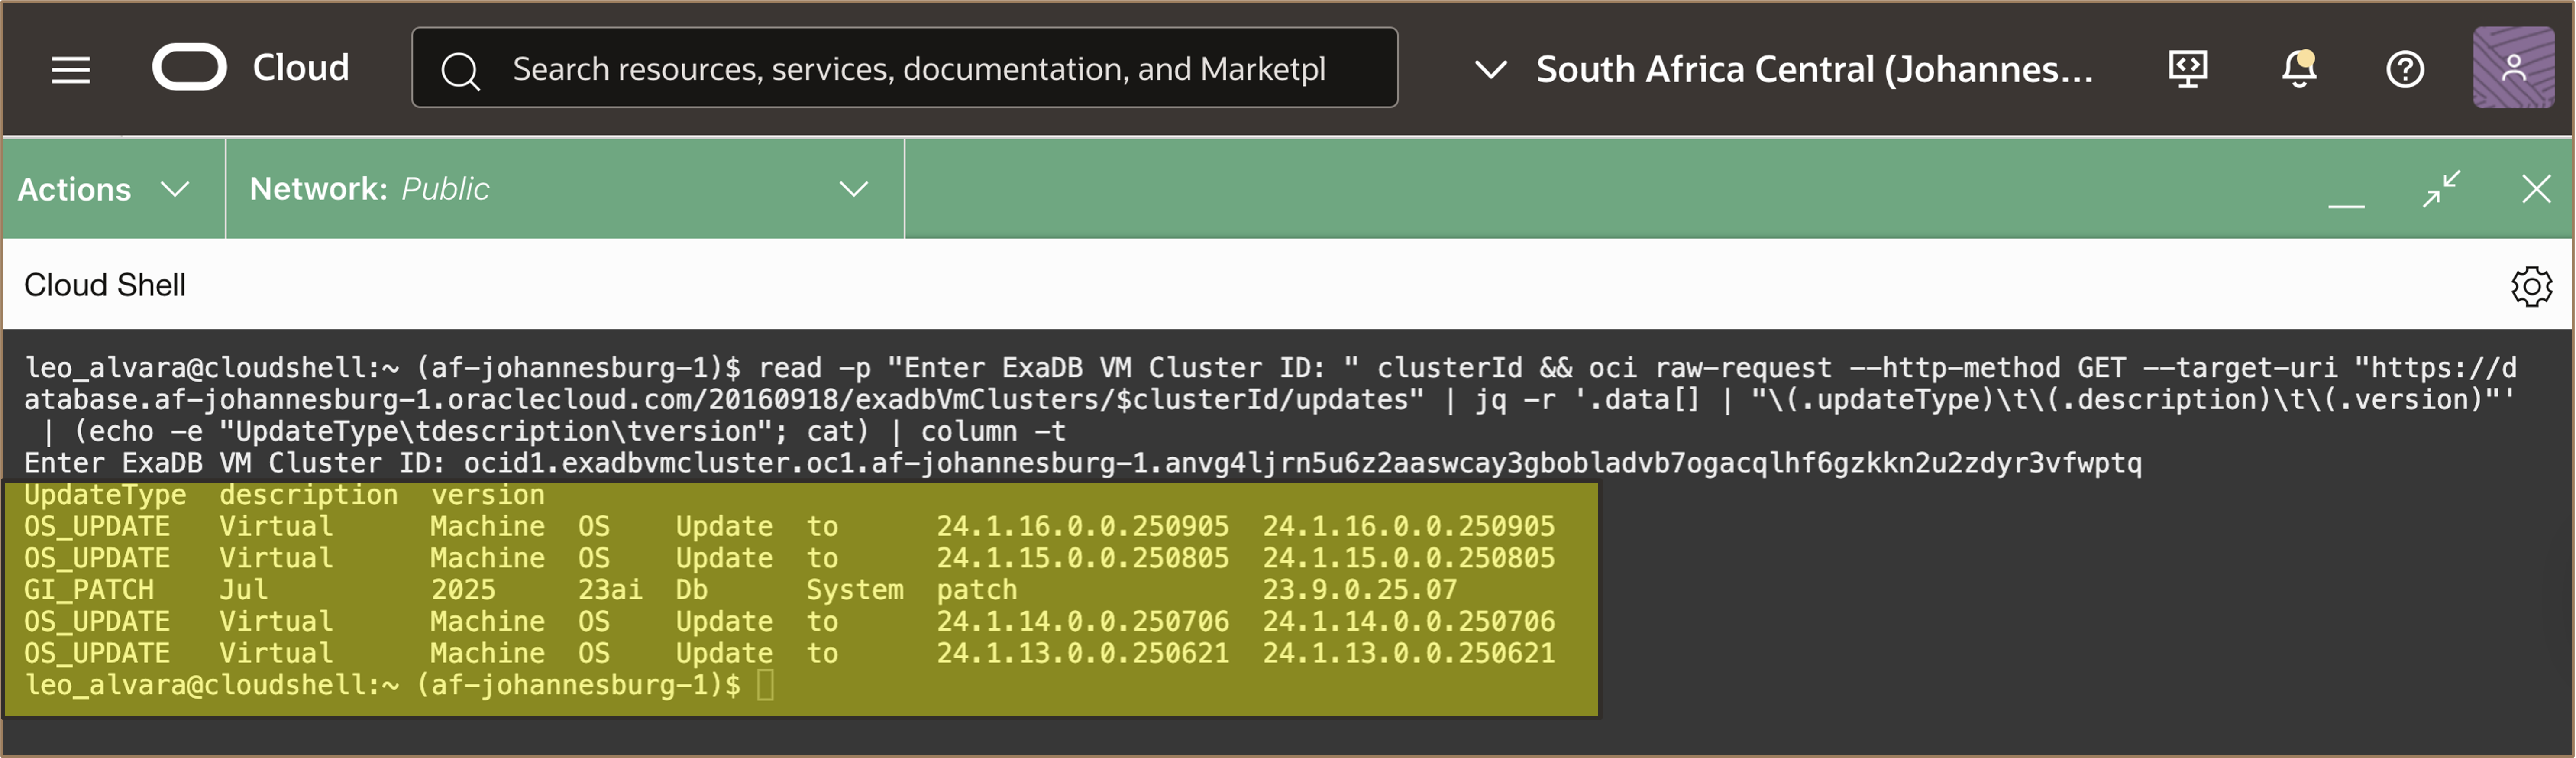 Cloud
Search resources, services, documentation, and Marketpl
South Africa Central (Johannes...
Actions
Network: Public
Cloud Shell
leo_alvara@cloudshell:~ (af-johannesburg-1)$ read -p "Enter ExaDB VM Cluster ID: " clusterId && oci raw-request --http-method GET --target-uri "https://d
atabase.af-johannesburg-1.oraclecloud.com/20160918/exadbVmClusters/$clusterId/updates" | jq -r '.data[] | "\(.updateType)\t\(.description)\t\(.version)"'
 | (echo -e "UpdateType\tdescription\tversion"; cat) | column -t
Enter ExaDB VM Cluster ID: ocid1.exadbvmcluster.oc1.af-johannesburg-1.anvg4ljrn5u6z2aaswcay3gbobladvb7ogacqlhf6gzkkn2u2zdyr3vfwptq
UpdateType  description  version
OS_UPDATE   Virtual      Machine  OS    Update  to      24.1.16.0.0.250905  24.1.16.0.0.250905
OS_UPDATE   Virtual      Machine  OS    Update  to      24.1.15.0.0.250805  24.1.15.0.0.250805
GI_PATCH    Jul          2025     23ai  Db      System  patch               23.9.0.25.07
OS_UPDATE   Virtual      Machine  OS    Update  to      24.1.14.0.0.250706  24.1.14.0.0.250706
OS_UPDATE   Virtual      Machine  OS    Update  to      24.1.13.0.0.250621  24.1.13.0.0.250621
leo_alvara@cloudshell:~ (af-johannesburg-1)$